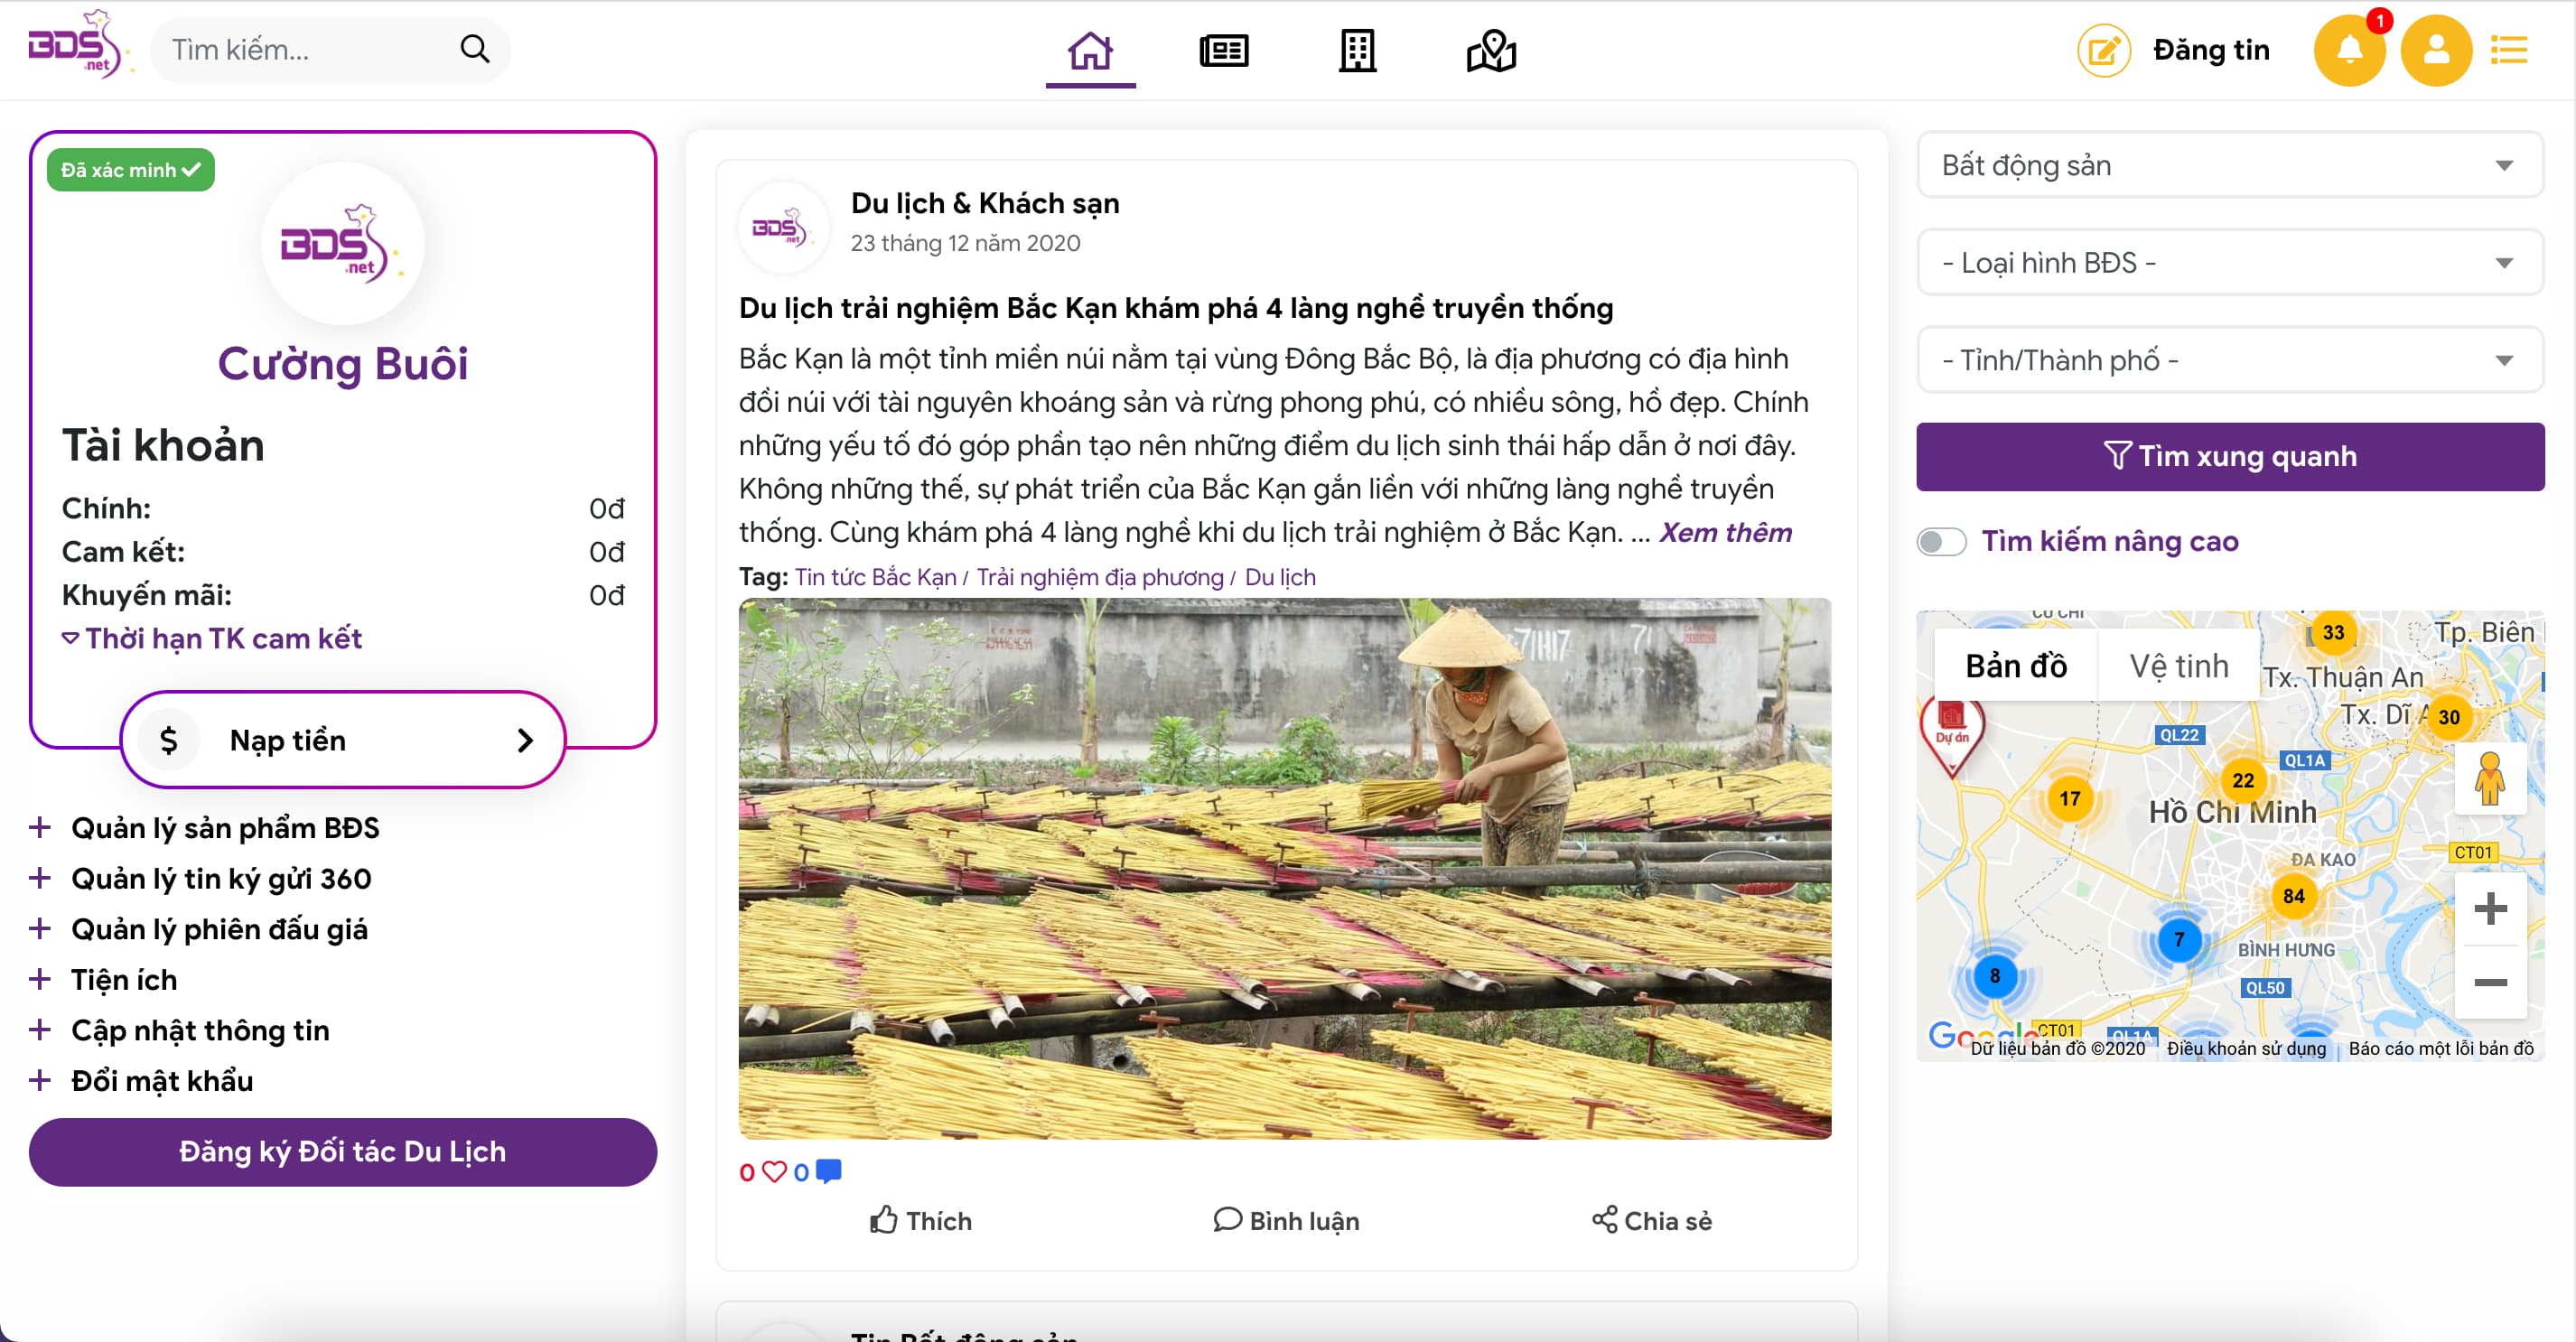 BDS
.net
Tìm kiếm...
Đăng tin
1
Đã xác minh
BDS
.net
Cường Buôi
Tài khoản
Chính: 0đ
Cam kết: 0đ
Khuyến mãi: 0đ
Thời hạn TK cam kết
$ Nạp tiền
Quản lý sản phẩm BĐS
Quản lý tin ký gửi 360
Quản lý phiên đấu giá
Tiện ích
Cập nhật thông tin
Đổi mật khẩu
Đăng ký Đối tác Du Lịch
BDS
.net
Du lịch & Khách sạn
23 tháng 12 năm 2020
Du lịch trải nghiệm Bắc Kạn khám phá 4 làng nghề truyền thống
Bắc Kạn là một tỉnh miền núi nằm tại vùng Đông Bắc Bộ, là địa phương có địa hình
đồi núi với tài nguyên khoáng sản và rừng phong phú, có nhiều sông, hồ đẹp. Chính
những yếu tố đó góp phần tạo nên những điểm du lịch sinh thái hấp dẫn ở nơi đây.
Không những thế, sự phát triển của Bắc Kạn gắn liền với những làng nghề truyền
thống. Cùng khám phá 4 làng nghề khi du lịch trải nghiệm ở Bắc Kạn. ... Xem thêm
Tag: Tin tức Bắc Kạn / Trải nghiệm địa phương / Du lịch
0 0
Thích
Bình luận
Chia sẻ
Tin Bất động sản
Bất động sản
- Loại hình BĐS -
- Tỉnh/Thành phố -
Tìm xung quanh
Tìm kiếm nâng cao
CỦ CHI
33
Tp. Biên
Bản đồ
Vệ tinh
Tx. Thuận An
Tx. Dĩ A
30
Dự án
QL22
QL1A
22
17
Hồ Chí Minh
ĐA KAO
CT01
84
7
BÌNH HƯNG
8
QL50
Google
CT01
QL1A
Dữ liệu bản đồ ©2020
Điều khoản sử dụng
Báo cáo một lỗi bản đồ